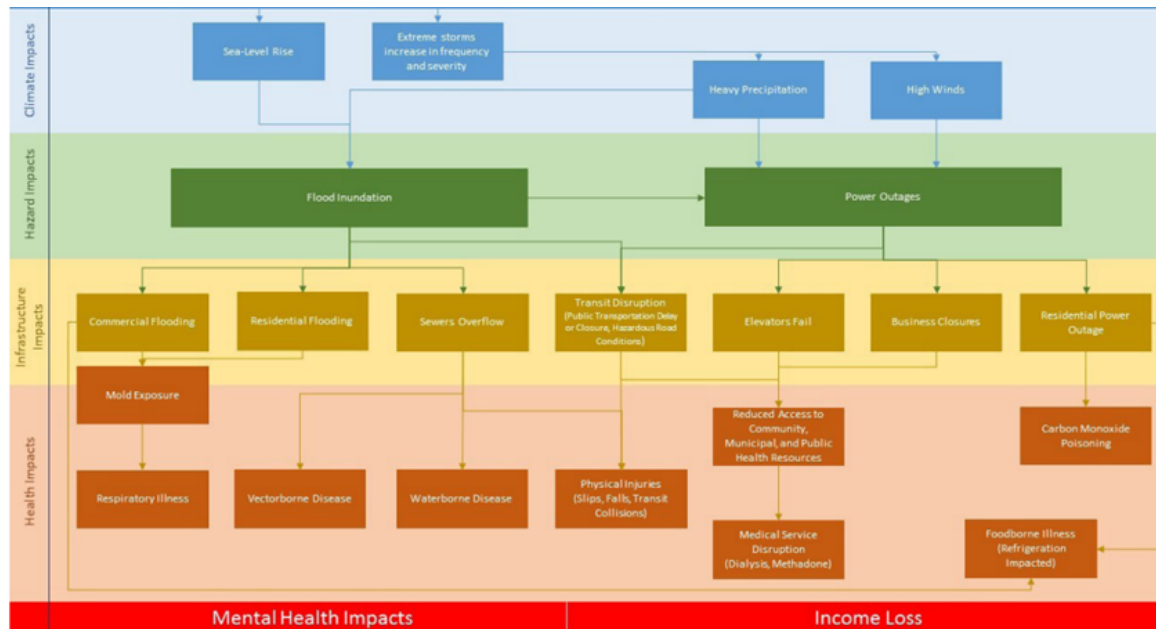 Climate Impacts
Sea-Level Rise
Extreme storms
increase in frequency
and severity
Heavy Precipitation
High Winds
Hazard Impacts
Flood Inundation
Power Outages
Infrastructure
Impacts
Commercial Flooding
Residential Flooding
Sewers Overflow
Transit Disruption
(Public Transportation Delay
or Closure, Hazardous Road
Conditions.)
Elevators Fail
Business Closures
Residential Power
Outage
Health Impacts
Mold Exposure
Reduced Access to
Community,
Municipal, and Public
Health Resources
Carbon Monoxide
Poisoning
Respiratory Illness
Vectorborne Disease
Waterborne Disease
Physical Injuries
(Slips, Falls, Transit
Collisions)
Medical Service
Disruption
(Dialysis, Methadone)
Foodborne Illness
(Refrigeration
Impacted)
Mental Health Impacts
Income Loss